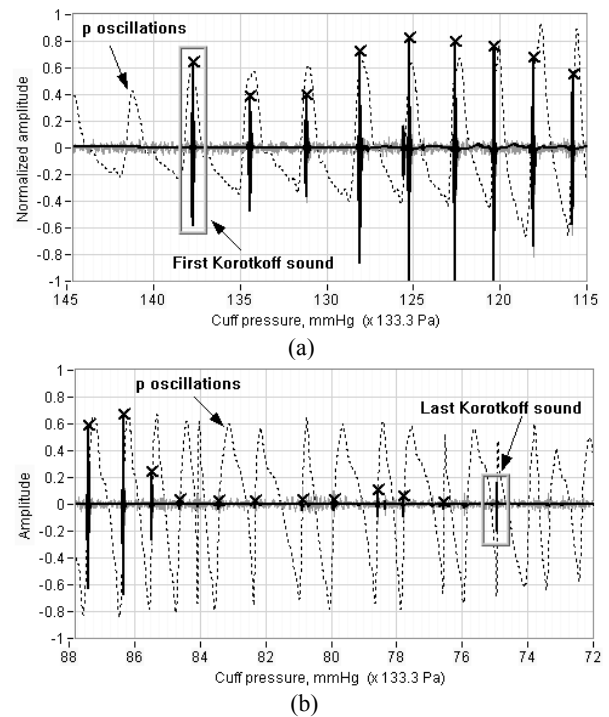 p oscillations
1
0.8
0.6
0.4
0.2
0
-0.2
-0.4
-0.6
-0.8
-1
Normalized amplitude
First Korotkoff sound
145 140 135 130 125 120 115
Cuff pressure, mmHg (x 133.3 Pa)
(a)
p oscillations
Last Korotkoff sound
1
0.8
0.6
0.4
0.2
0
-0.2
-0.4
-0.6
-0.8
-1
Amplitude
88 86 84 82 80 78 76 74 72
Cuff pressure, mmHg (x 133.3 Pa)
(b)